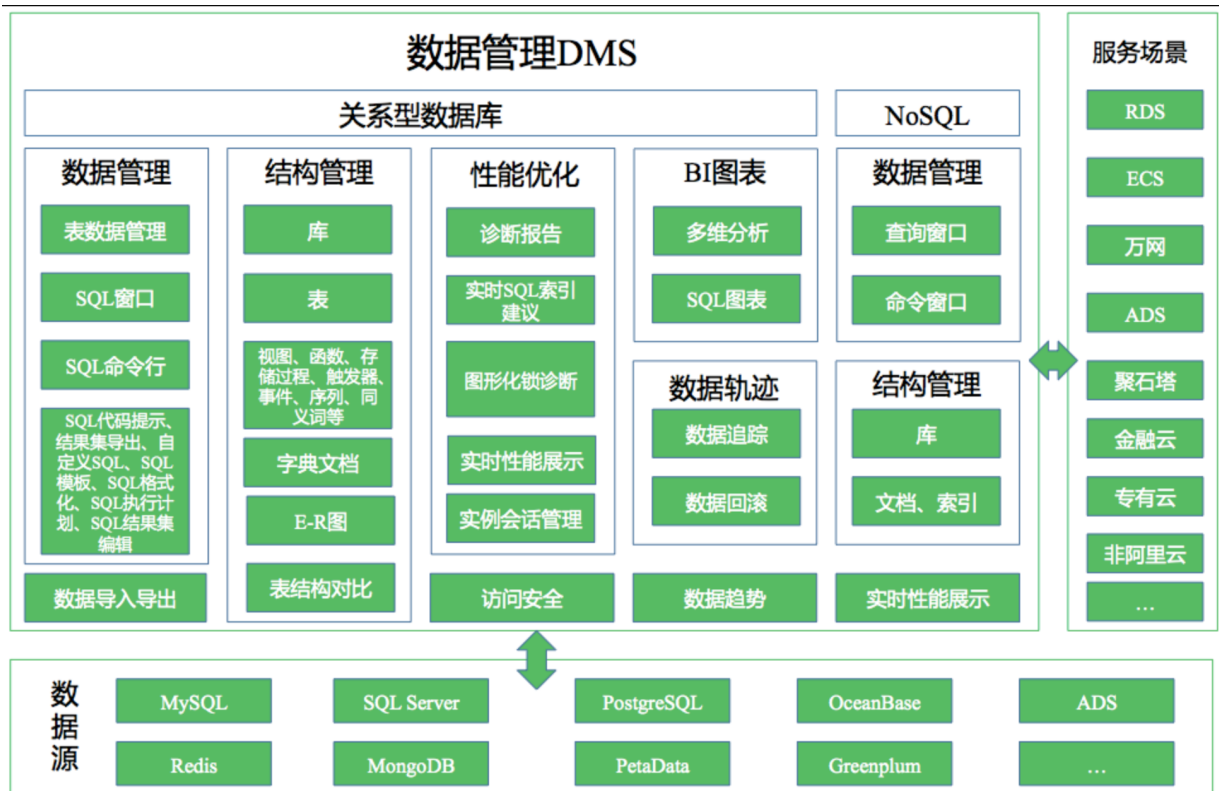 数据管理DMS
关系型数据库
NoSQL
数据管理
表数据管理
SQL窗口
SQL命令行
SQL代码提示、
结果集导出、自
定义SQL、SQL
模板、SQL格式
化、SQL执行计
划、SQL结果集
编辑
数据导入导出
结构管理
库
表
视图、函数、存
储过程、触发器、
事件、序列、同
义词等
字典文档
E-R图
表结构对比
性能优化
诊断报告
实时SQL索引
建议
图形化锁诊断
实时性能展示
实例会话管理
访问安全
BI图表
多维分析
SQL图表
数据轨迹
数据追踪
数据回滚
数据趋势
数据管理
查询窗口
命令窗口
结构管理
库
文档、索引
实时性能展示
服务场景
RDS
ECS
万网
ADS
聚石塔
金融云
专有云
非阿里云
…
数
据
源
MySQL
SQL Server
PostgreSQL
OceanBase
ADS
Redis
MongoDB
PetaData
Greenplum
…